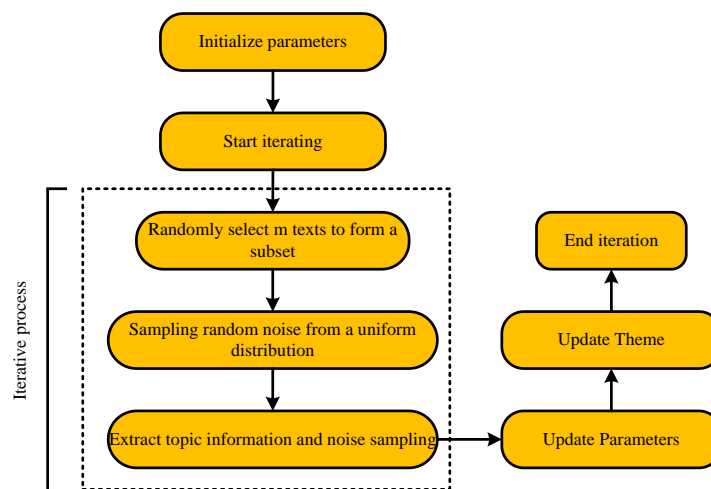 Initialize parameters
Start iterating
Randomly select m texts to form a
subset
Sampling random noise from a uniform
distribution
Extract topic information and noise sampling
Iterative process
End iteration
Update Theme
Update Parameters